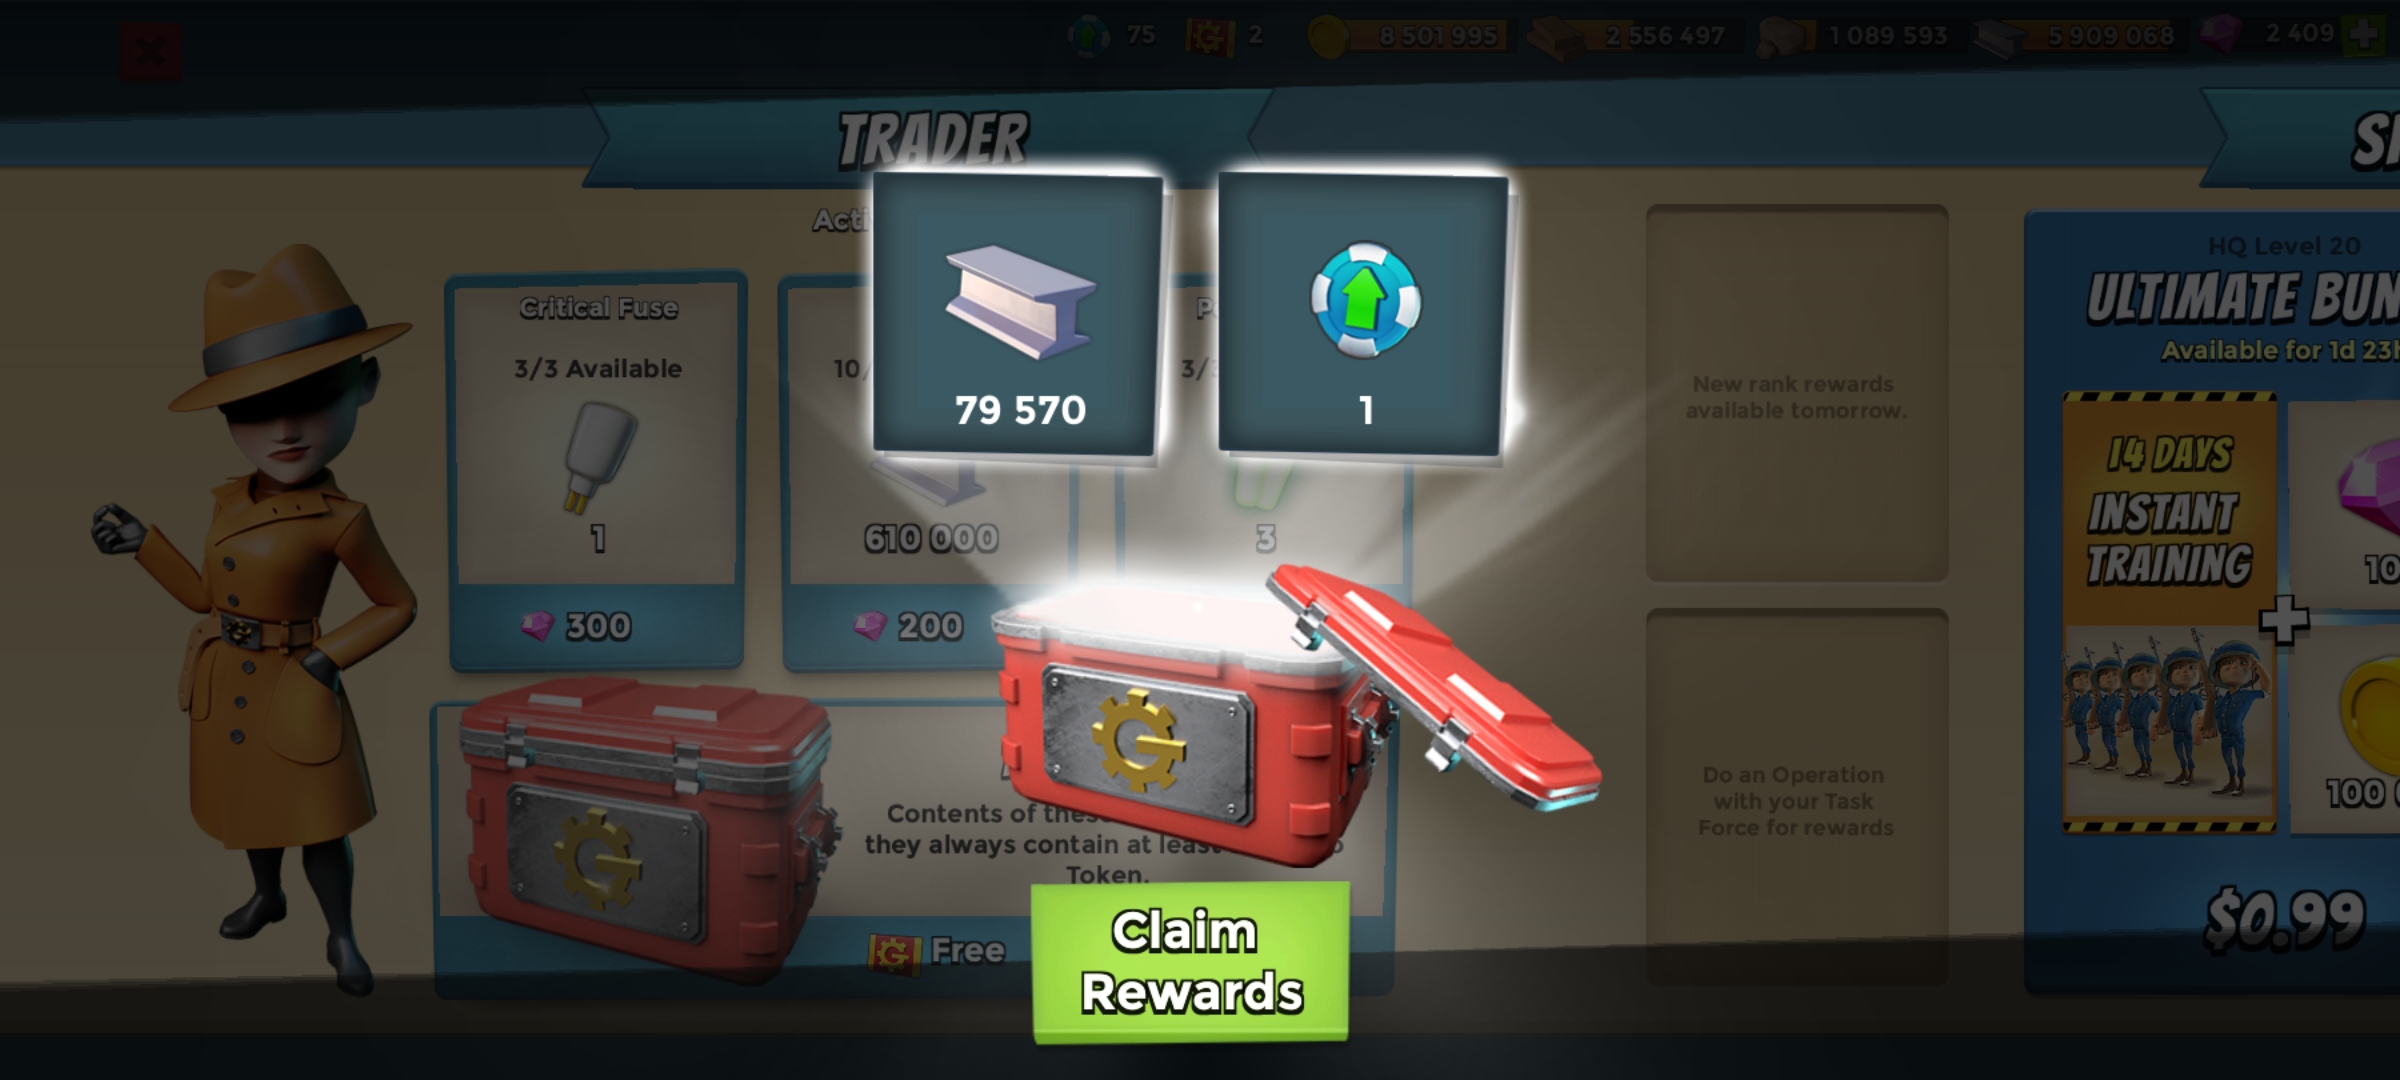 75
2
8 501 995
2 556 497
1 089 593
5 909 068
2 409
TRADER
Critical Fuse
3/3 Available
1
300
610 000
200
3
79 570
1
Contents of
they always contain at least
Token.
Free
Claim
Rewards
New rank rewards
available tomorrow.
Do an Operation
with your Task
Force for rewards
HQ Level 20
ULTIMATE
Available for 1d
14 DAYS
INSTANT
TRAINING
$0.99